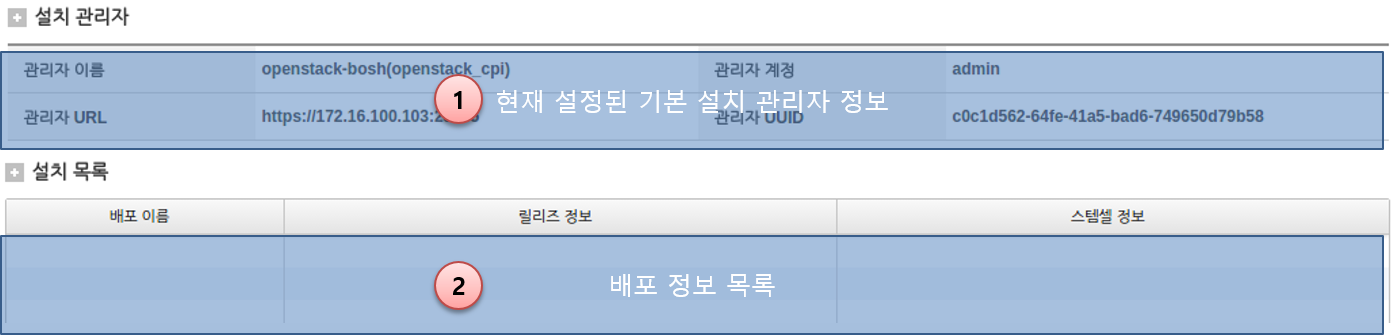 설치 관리자
관리자 이름 openstack-bosh(openstack_cpi) 관리자 계정 admin
1 현재 설정된 기본 설치 관리자 정보
관리자 URL https://172.16.100.103: 관리자 UUID c0c1d562-64fe-41a5-bad6-749650d79b58
설치 목록
배포 이름 릴리즈 정보 스템셀 정보
2 배포 정보 목록